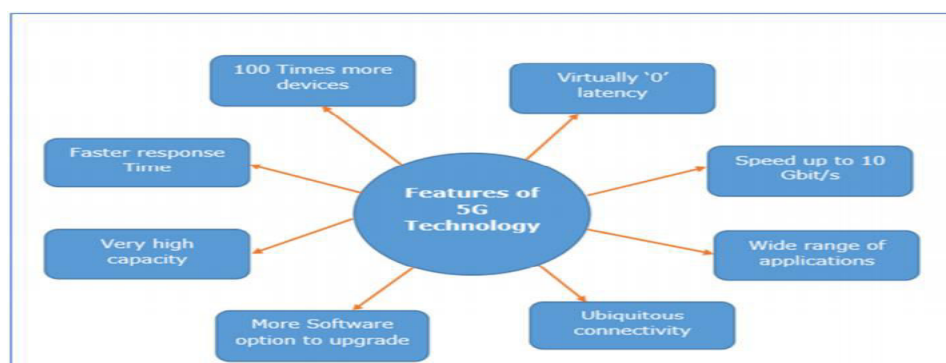 100 Times more
devices
Virtually ‘0’
latency
Faster response
Time
Speed up to 10
Gbit/s
Features of
5G
Technology
Very high
capacity
Wide range of
applications
More Software
option to upgrade
Ubiquitous
connectivity